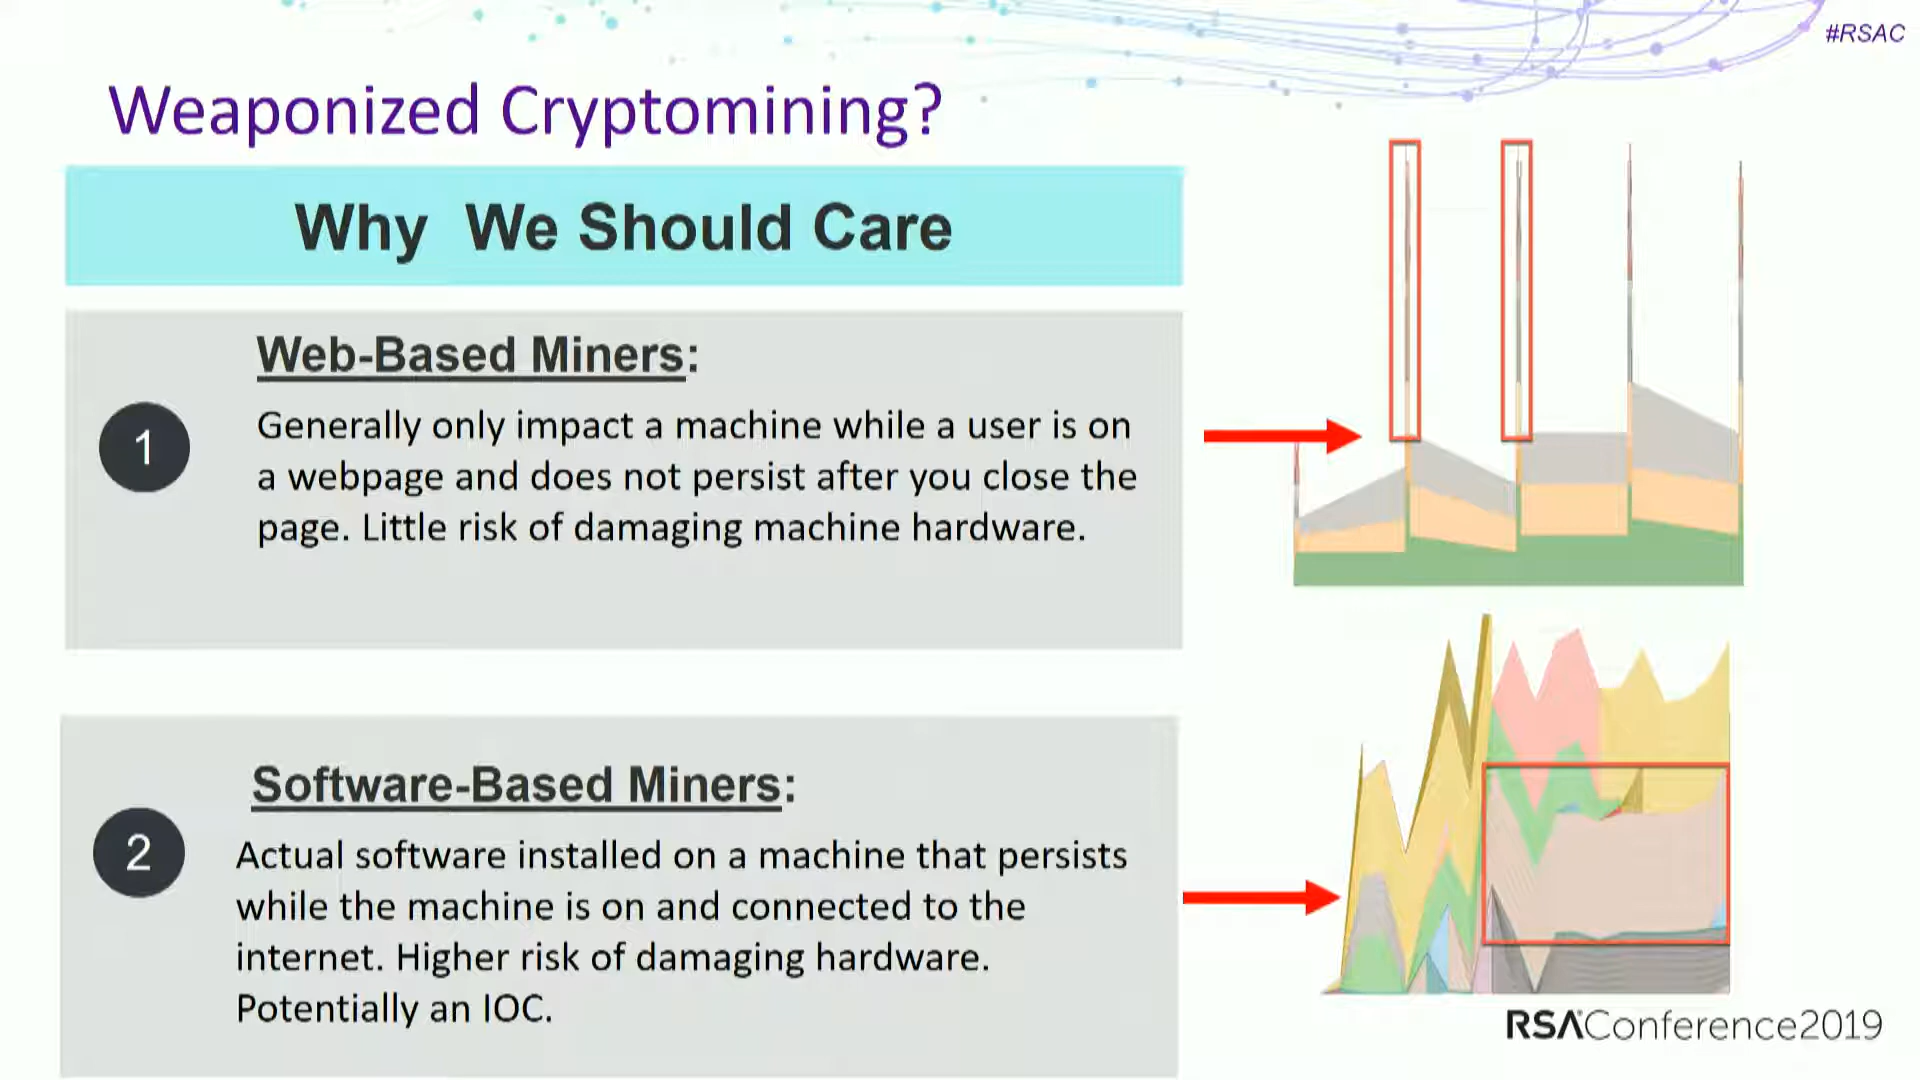 #RSAC
Weaponized Cryptomining?
Why We Should Care
Web-Based Miners:
1
Generally only impact a machine while a user is on
a webpage and does not persist after you close the
page. Little risk of damaging machine hardware.
Software-Based Miners:
2
Actual software installed on a machine that persists
while the machine is on and connected to the
internet. Higher risk of damaging hardware.
Potentially an IOC.
RSAConference2019